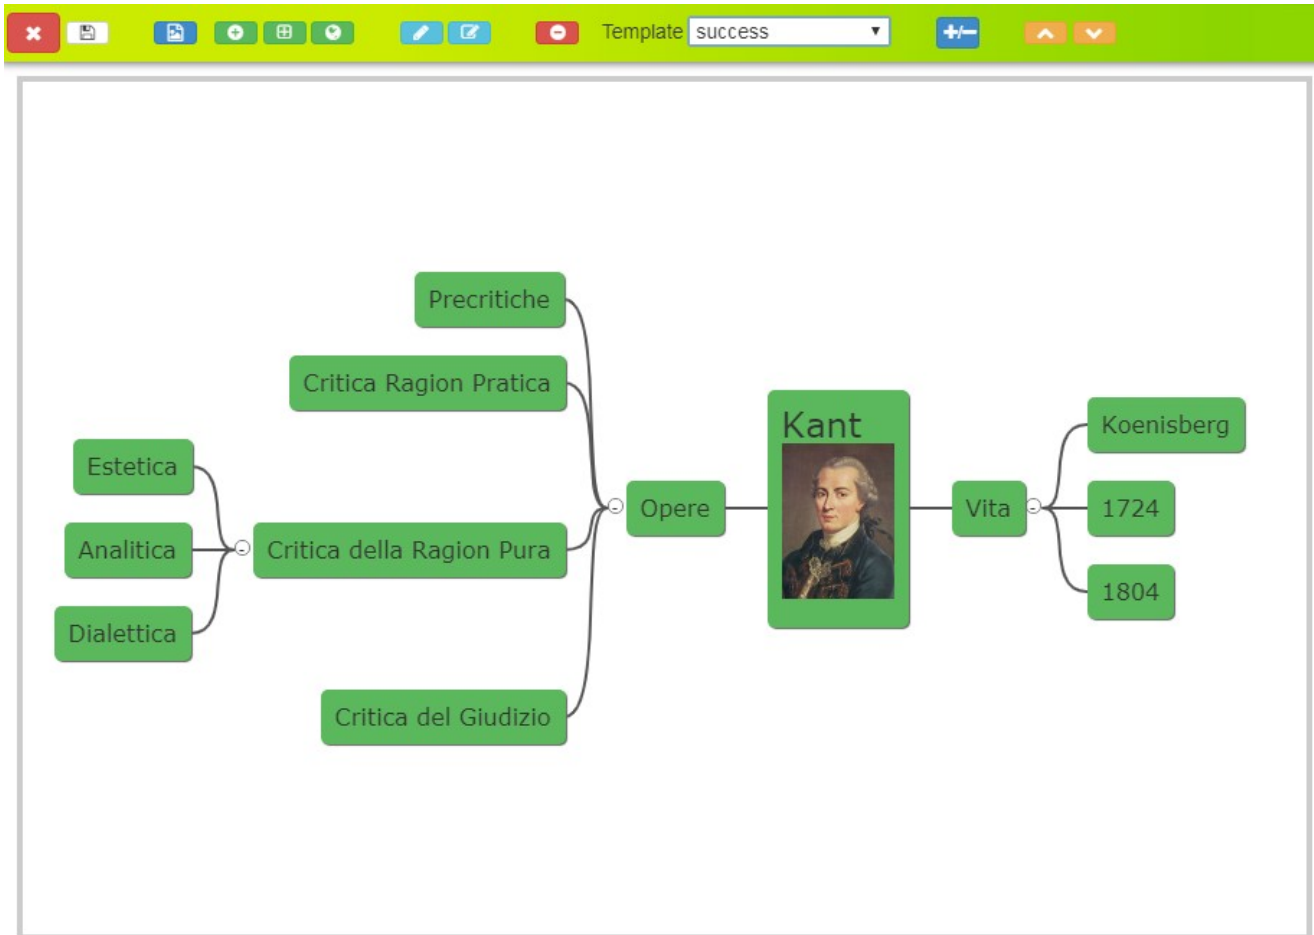 Template success
Precritiche
Critica Ragion Pratica
Estetica
Analitica
Dialettica
Critica della Ragion Pura
Critica del Giudizio
Opere
Kant
Vita
Koenisberg
1724
1804